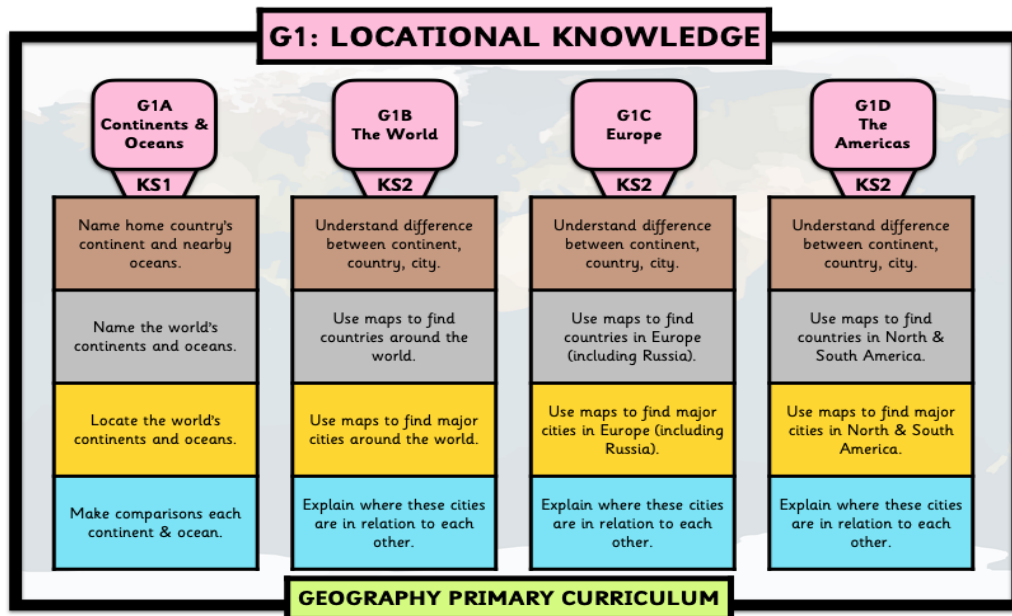 G1: LOCATIONAL KNOWLEDGE
G1A
Continents &
Oceans
KS1
Name home country's
continent and nearby
oceans.
Name the world's
continents and oceans.
Locate the world's
continents and oceans.
Make comparisons each
continent & ocean.
G1B
The World
KS2
Understand difference
between continent,
country, city.
Use maps to find
countries around the
world.
Use maps to find major
cities around the world.
Explain where these cities
are in relation to each
other.
G1C
Europe
KS2
Understand difference
between continent,
country, city.
Use maps to find
countries in Europe
(including Russia).
Use maps to find major
cities in Europe (including
Russia).
Explain where these cities
are in relation to each
other.
G1D
The
Americas
KS2
Understand difference
between continent,
country, city.
Use maps to find
countries in North &
South America.
Use maps to find major
cities in North & South
America.
Explain where these cities
are in relation to each
other.
GEOGRAPHY PRIMARY CURRICULUM